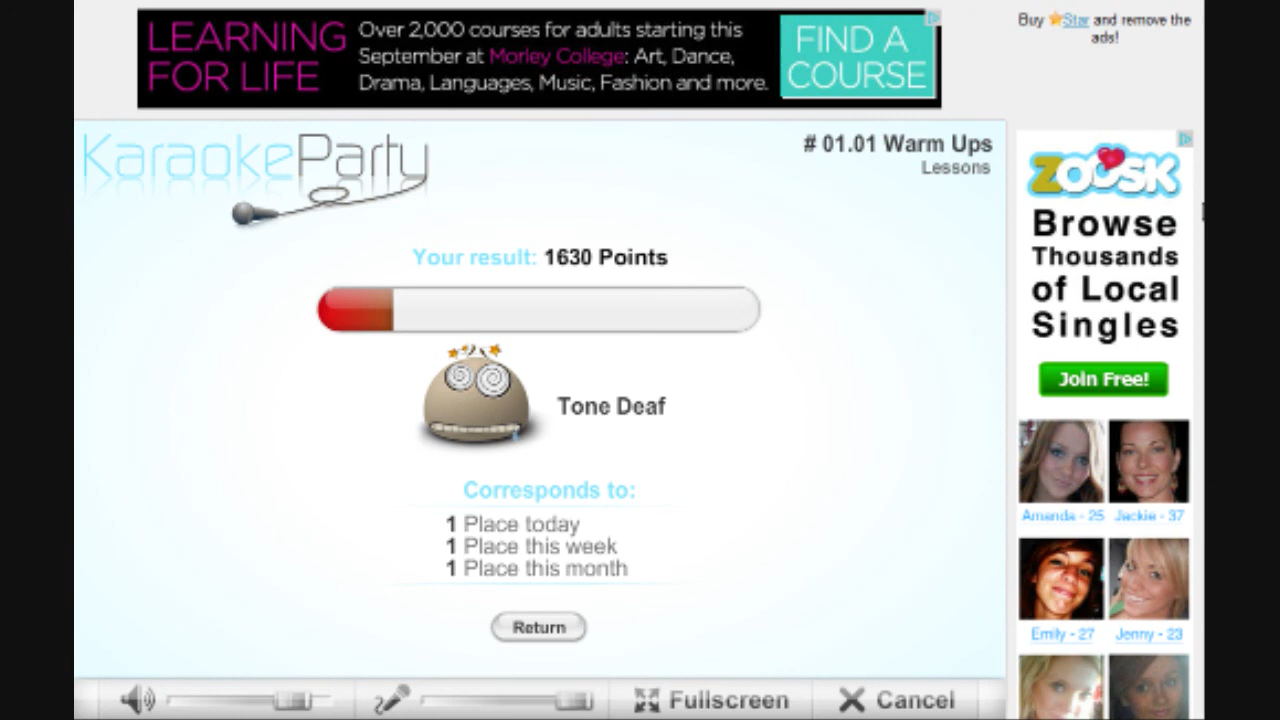 LEARNING
FOR LIFE
Over 2,000 courses for adults starting this
September at Morley College: Art, Dance,
Drama, Languages, Music, Fashion and more.
FIND A
COURSE
Buy Star and remove the
ads!
KaraokeParty
# 01.01 Warm Ups
Lessons
Your result: 1630 Points
Tone Deaf
Corresponds to:
1 Place today
1 Place this week
1 Place this month
Return
Fullscreen
Cancel
ZOOSK
Browse
Thousands
of Local
Singles
Join Free!
Amanda - 25 Jackie - 37
Emily - 27 Jenny - 23